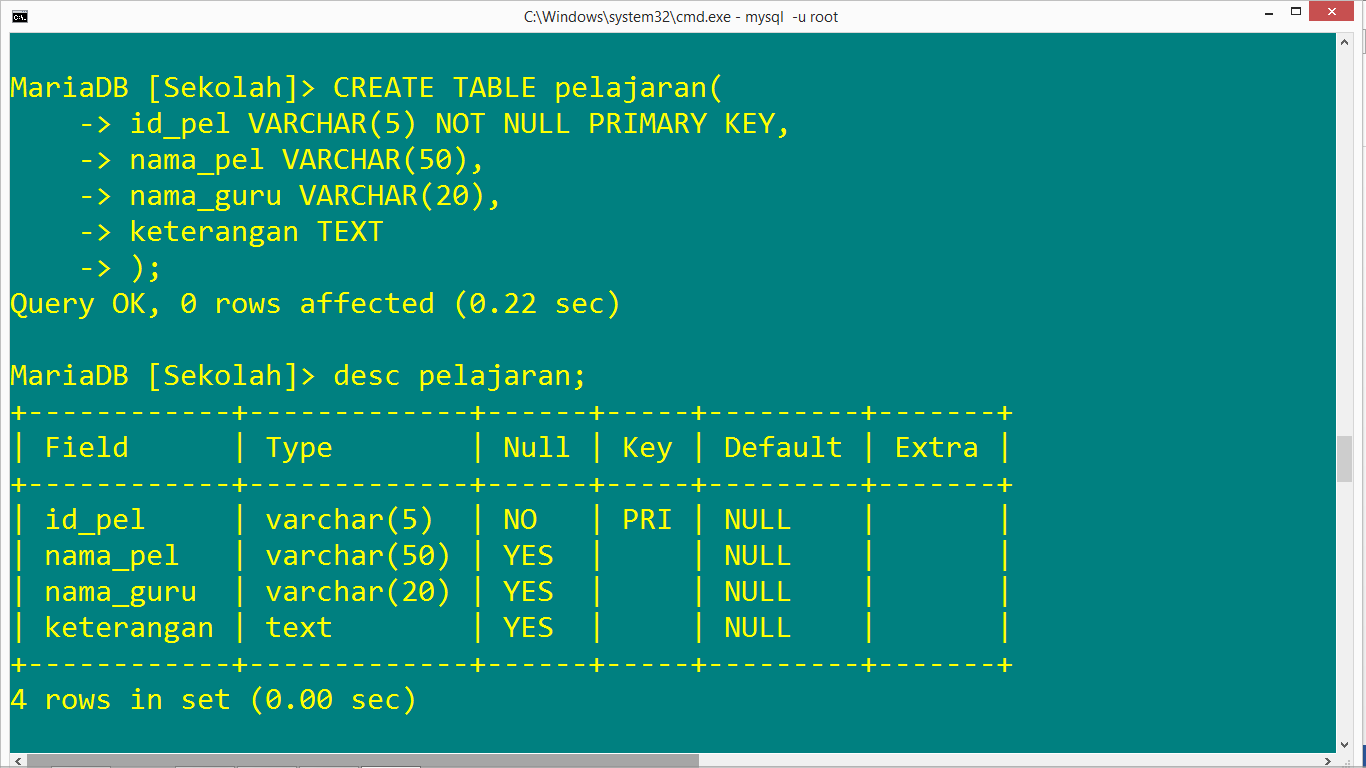 C:\Windows\system32\cmd.exe - mysql  -u root
MariaDB [Sekolah]> CREATE TABLE pelajaran(
    -> id_pel VARCHAR(5) NOT NULL PRIMARY KEY,
    -> nama_pel VARCHAR(50),
    -> nama_guru VARCHAR(20),
    -> keterangan TEXT
    -> );
Query OK, 0 rows affected (0.22 sec)
MariaDB [Sekolah]> desc pelajaran;
+------------+-------------+------+-----+---------+-------+
| Field      | Type        | Null | Key | Default | Extra |
+------------+-------------+------+-----+---------+-------+
| id_pel     | varchar(5)  | NO   | PRI | NULL    |       |
| nama_pel   | varchar(50) | YES  |     | NULL    |       |
| nama_guru  | varchar(20) | YES  |     | NULL    |       |
| keterangan | text        | YES  |     | NULL    |       |
+------------+-------------+------+-----+---------+-------+
4 rows in set (0.00 sec)